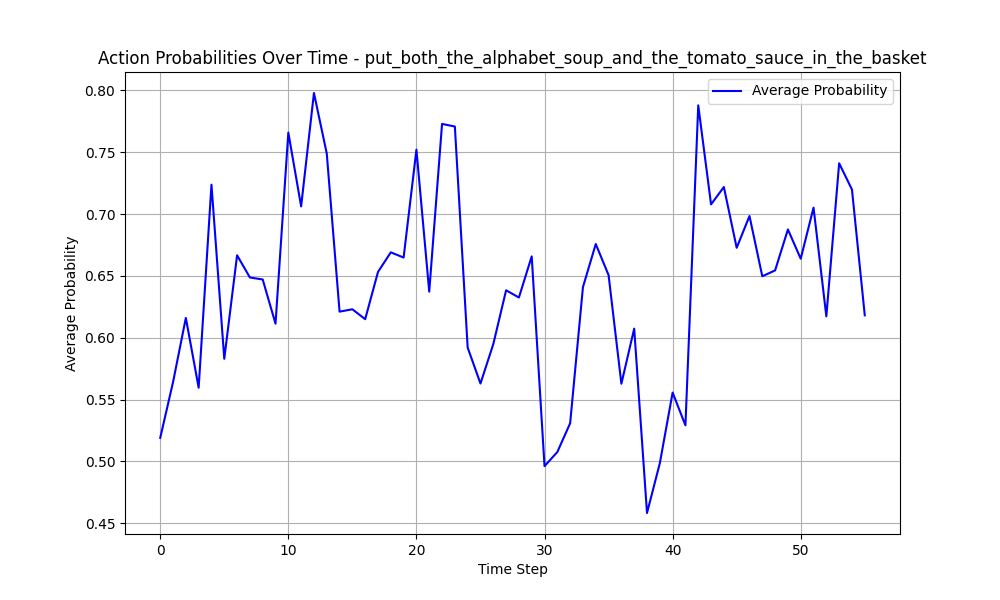 Action Probabilities Over Time - put_both_the_alphabet_soup_and_the_tomato_sauce_in_the_basket
Average Probability
0.80
0.75
0.70
0.65
0.60
0.55
0.50
0.45
Average Probability
0 10 20 30 40 50
Time Step